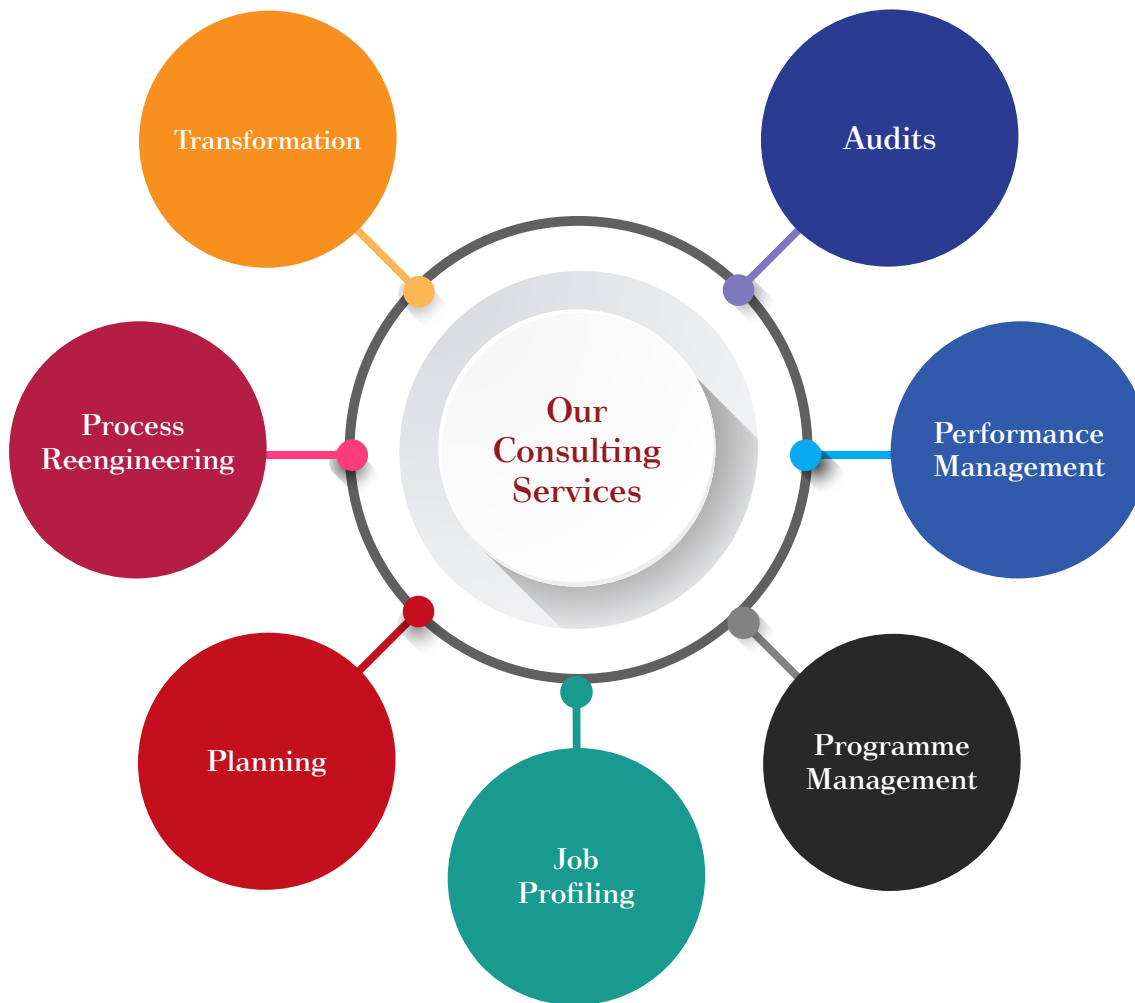 Transformation
Audits
Our
Consulting
Services
Process
Reengineering
Performance
Management
Planning
Programme
Management
Job
Profiling